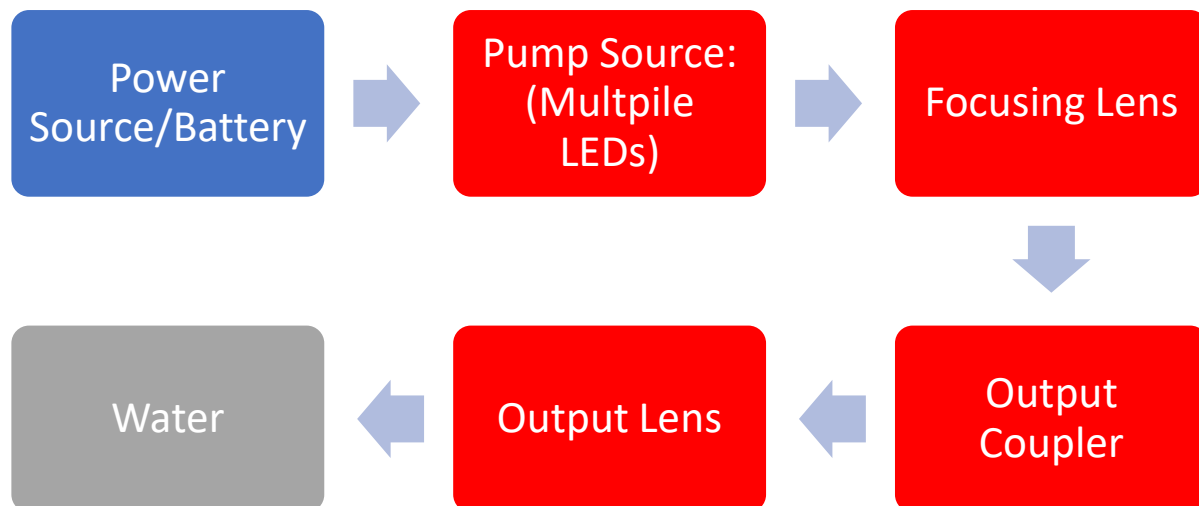 Power
Source/Battery
Pump Source:
(Multpile
LEDs)
Focusing Lens
Output
Coupler
Output Lens
Water